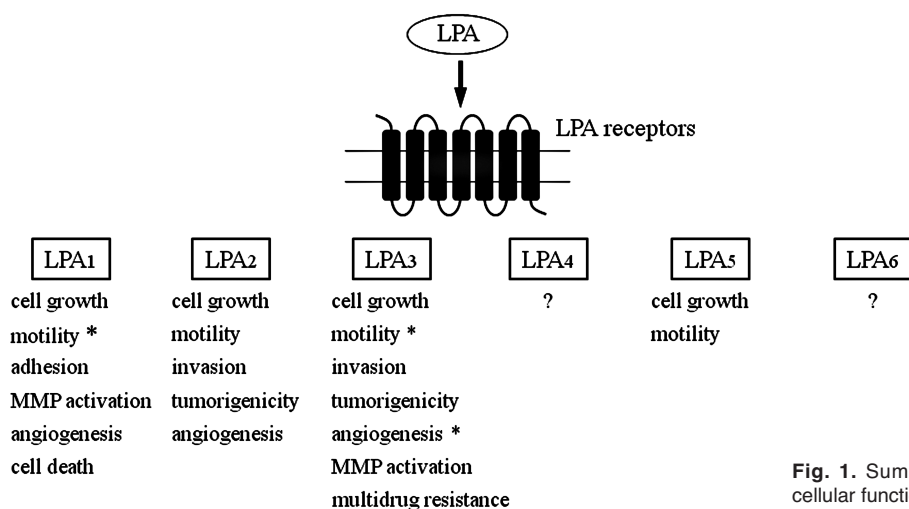 LPA
LPA receptors
LPA1 LPA2 LPA3 LPA4 LPA5 LPA6
cell growth cell growth cell growth ? cell growth ?
motility * motility motility * motility
adhesion invasion invasion
MMP activation tumorigenicity tumorigenicity
angiogenesis angiogenesis angiogenesis *
cell death MMP activation
multidrug resistance
Fig. 1. Sum
cellular functi